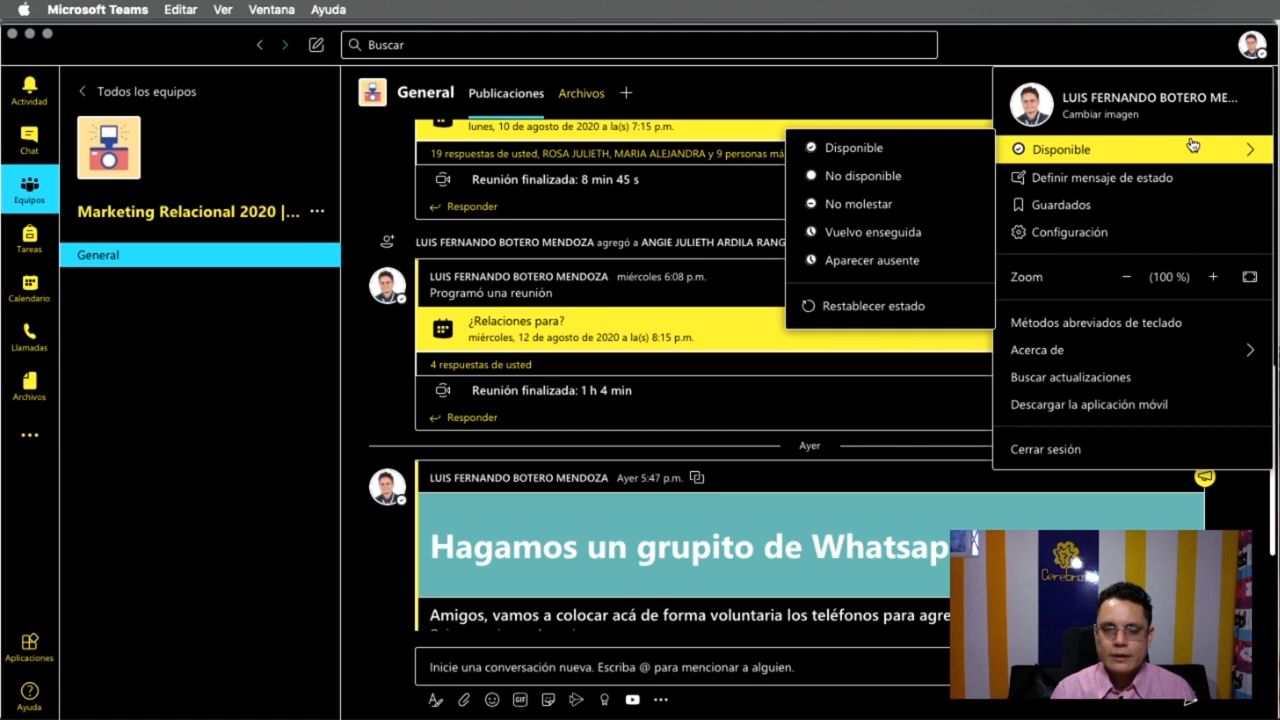 Microsoft Teams Editar Ver Ventana Ayuda
Buscar
Actividad
Chat
Equipos
Tareas
Calendario
Llamadas
Archivos
Aplicaciones
Ayuda
Todos los equipos
Marketing Relacional 2020 |...
General
General Publicaciones Archivos
lunes, 10 de agosto de 2020 a la(s) 7:15 p.m.
19 respuestas de usted, ROSA JULIETH, MARIA ALEJANDRA y 9 personas má
Reunión finalizada: 8 min 45 s
Responder
LUIS FERNANDO BOTERO MENDOZA agregó a ANGIE JULIETH ARDILA RANG
LUIS FERNANDO BOTERO MENDOZA miércoles 6:08 p.m.
Programó una reunión
¿Relaciones para?
miércoles, 12 de agosto de 2020 a la(s) 8:15 p.m.
4 respuestas de usted
Reunión finalizada: 1 h 4 min
Responder
Ayer
LUIS FERNANDO BOTERO MENDOZA Ayer 5:47 p.m.
Hagamos un grupito de Whatsap
Amigos, vamos a colocar acá de forma voluntaria los teléfonos para agre
Inicie una conversación nueva. Escriba @ para mencionar a alguien.
GIF
Disponible
No disponible
No molestar
Vuelvo enseguida
Aparecer ausente
Restablecer estado
LUIS FERNANDO BOTERO ME...
Cambiar imagen
Disponible
Definir mensaje de estado
Guardados
Configuración
Zoom — (100 %) +
Métodos abreviados de teclado
Acerca de
Buscar actualizaciones
Descargar la aplicación móvil
Cerrar sesión